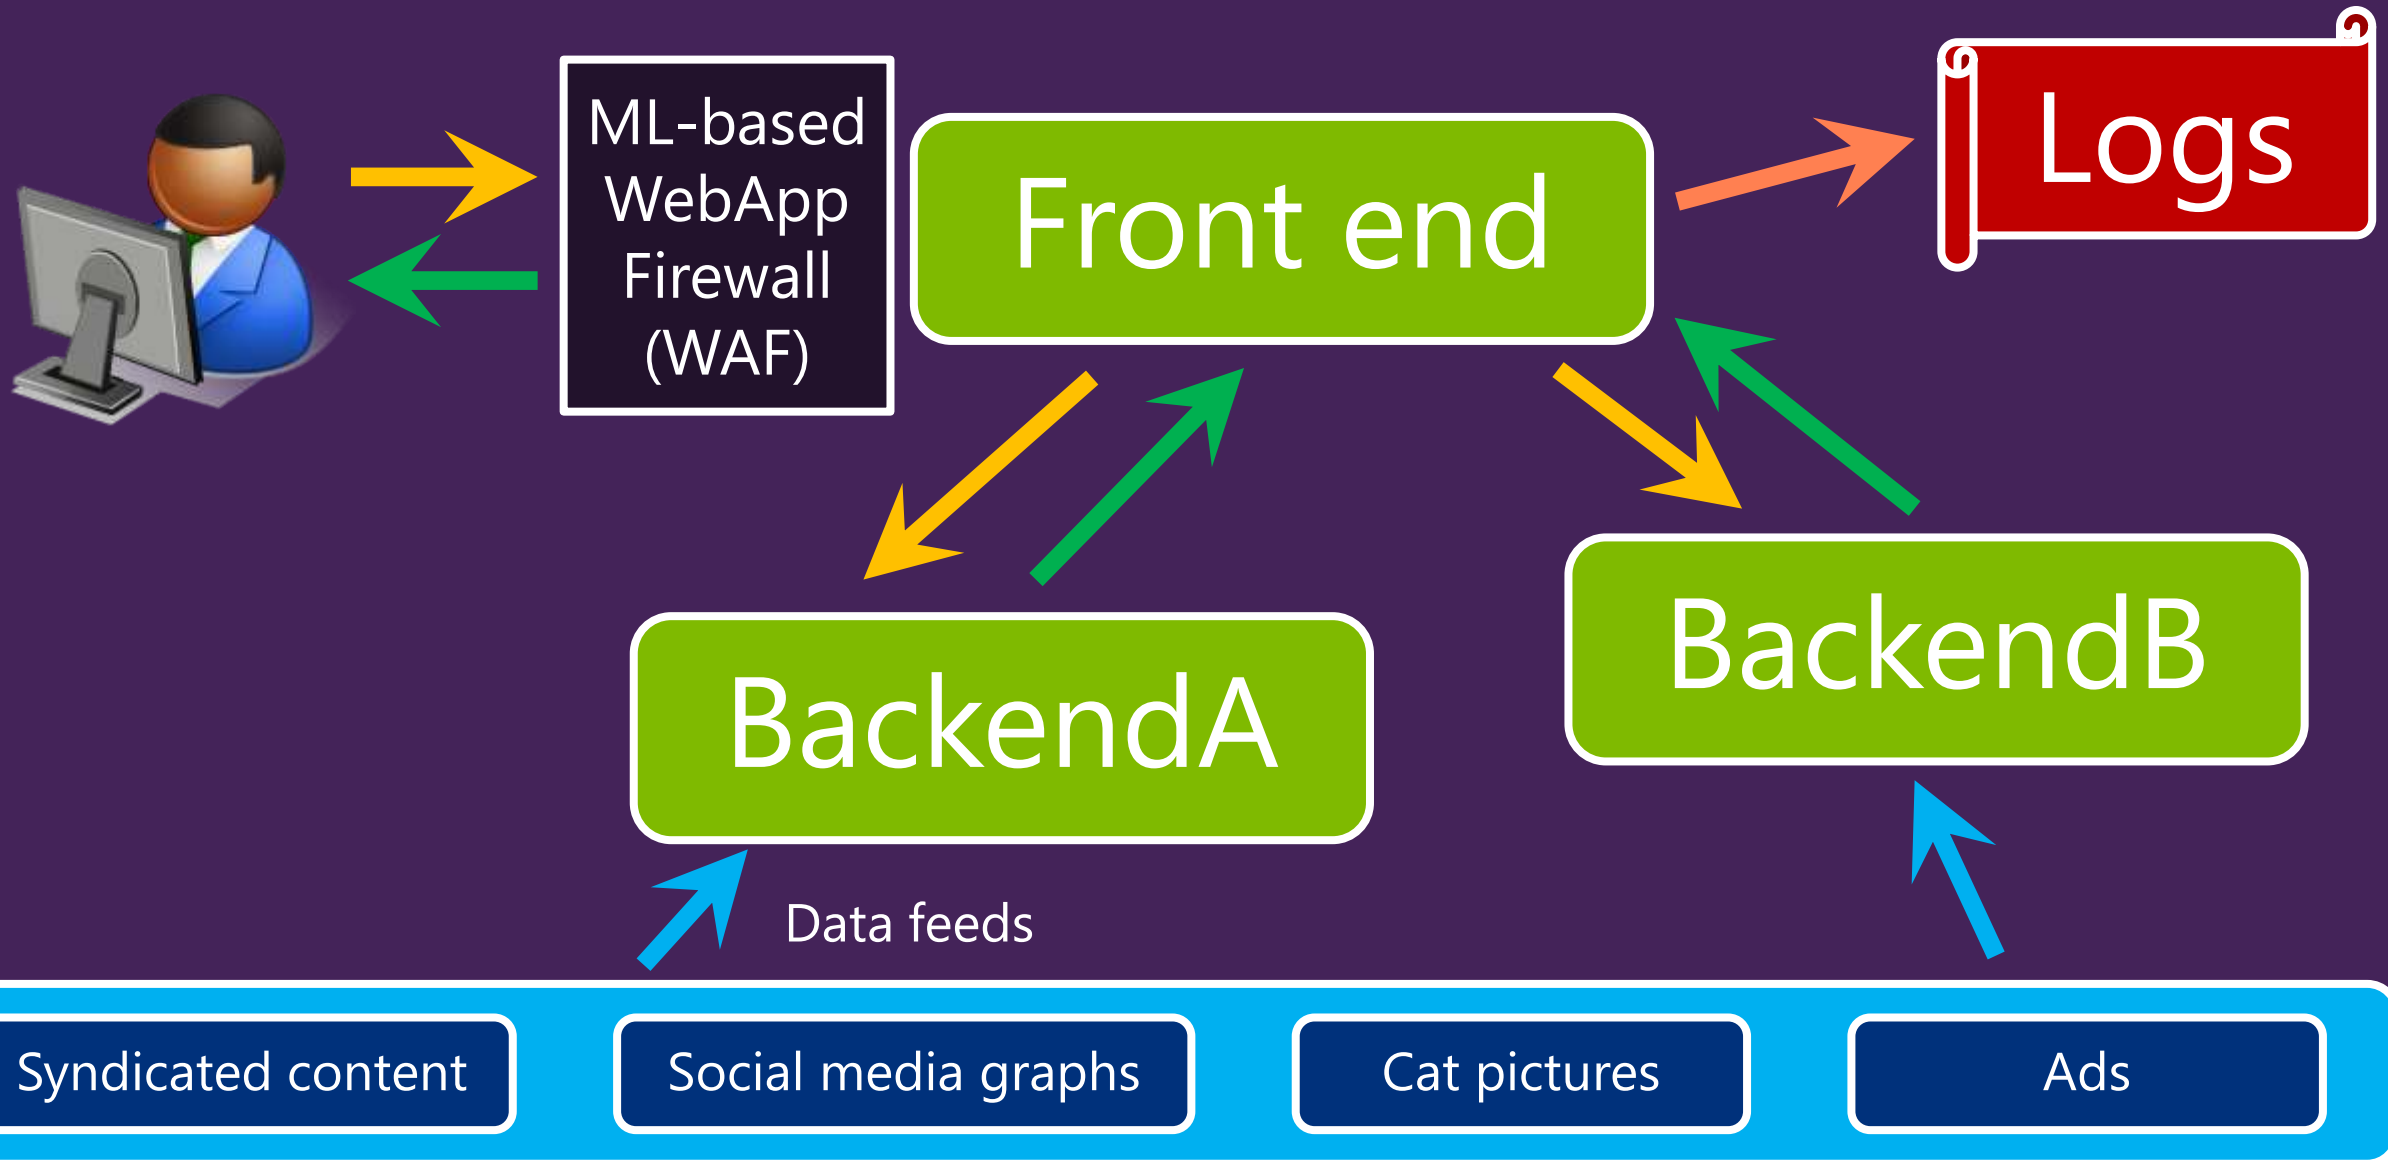 ML-based
WebApp
Firewall
(WAF)
Front end
Logs
BackendA
BackendB
Data feeds
Syndicated content
Social media graphs
Cat pictures
Ads